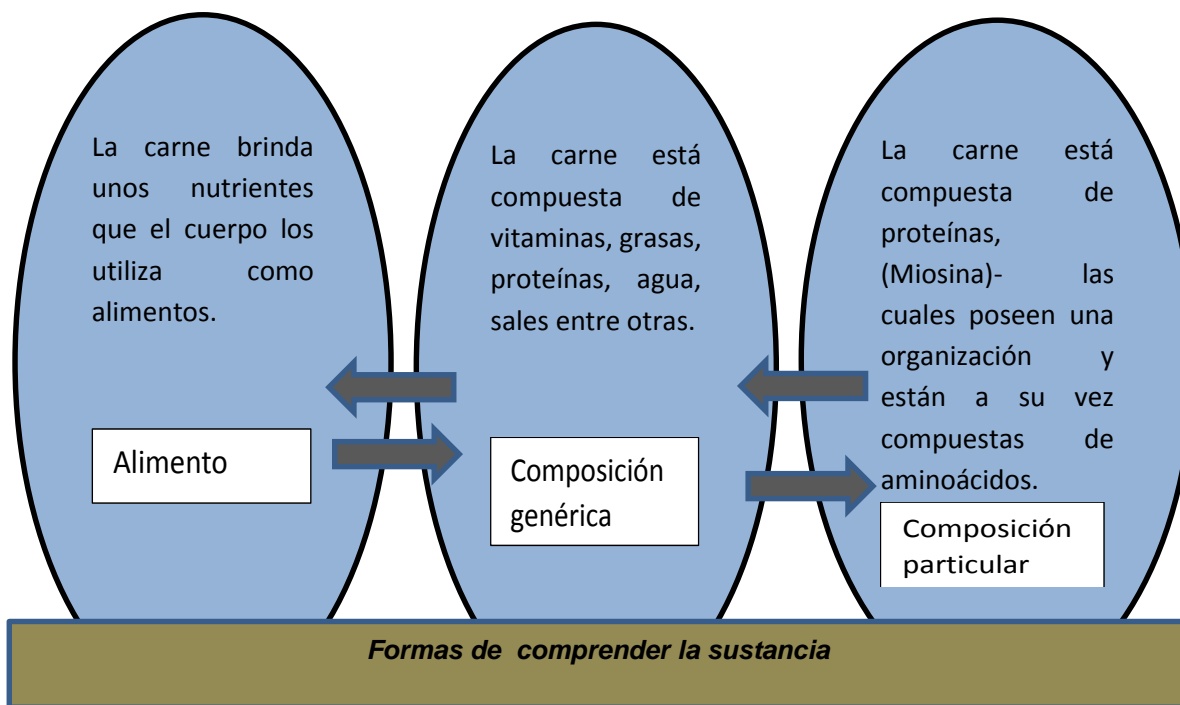 La carne brinda
unos nutrientes
que el cuerpo los
utiliza como
alimentos.
Alimento
La carne está
compuesta de
vitaminas, grasas,
proteínas, agua,
sales entre otras.
Composición
genérica
La carne está
compuesta de
proteínas,
(Miosina)- las
cuales poseen una
organización y
están a su vez
compuestas de
aminoácidos.
Composición
particular
Formas de comprender la sustancia